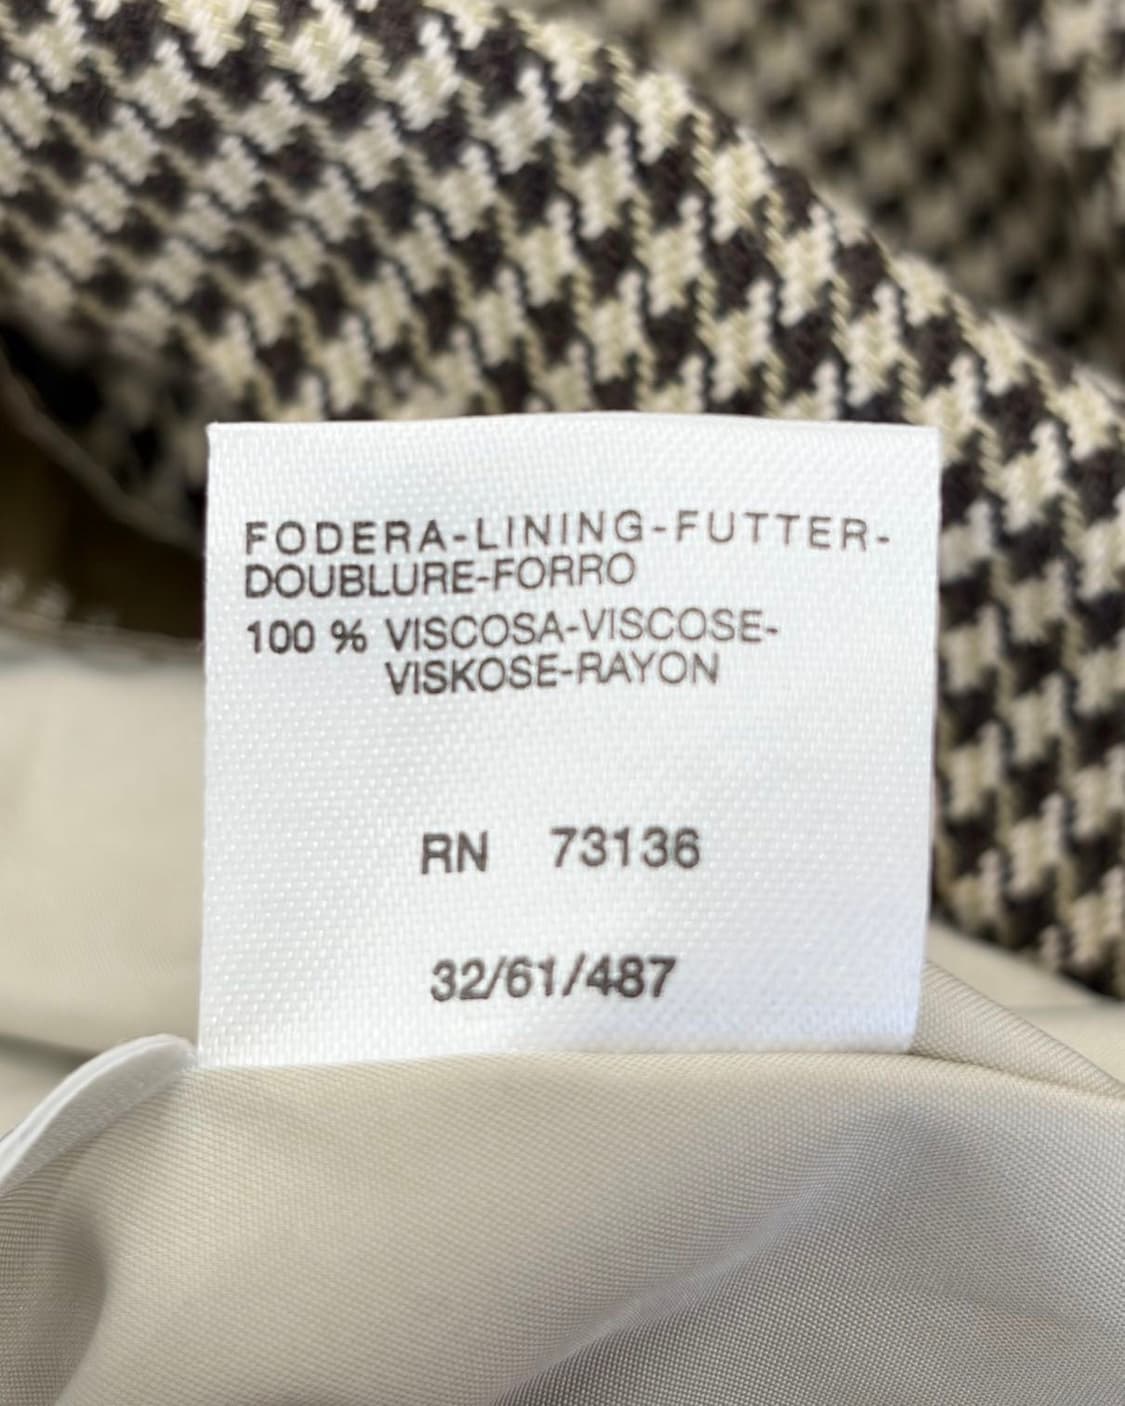 FODERA-LINING-FUTTER-
DOUBLURE-FORRO
100 % VISCOSA-VISCOSE-
VISKOSE-RAYON
RN 73136
32/61/487